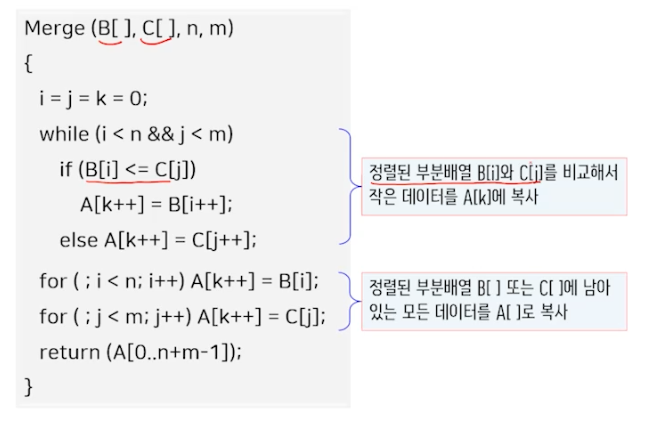 Merge (B[ ], C[ ], n, m)
{
i = j = k = 0;
while (i < n && j < m)
if (B[i] <= C[j])
A[k++] = B[i++];
else A[k++] = C[j++];
정렬된 부분배열 B[i]와 C[j]를 비교해서
작은 데이터를 A[k]에 복사
for ( ; i < n; i++) A[k++] = B[i];
for ( ; j < m; j++) A[k++] = C[j];
정렬된 부분배열 B[ ] 또는 C[ ]에 남아
있는 모든 데이터를 A[ ]로 복사
return (A[0..n+m-1]);
}